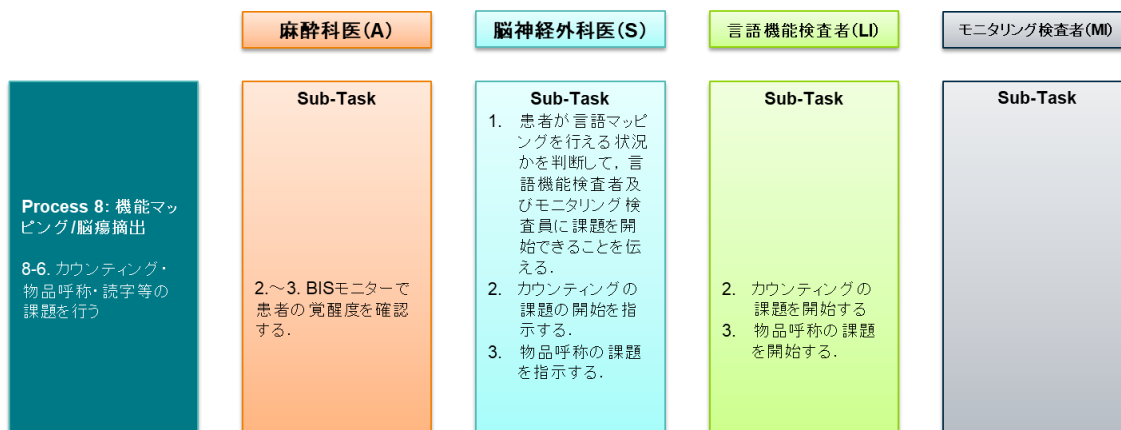 麻酔科医(A)
脳神経外科医(S)
言語機能検査者(LI)
モニタリング検査者(MI)
Process 8: 機能マッ
ピング/脳瘍摘出
8-6. カウンティング・
物品呼称・読字等の
課題を行う
Sub-Task
2.～3. BISモニターで
患者の覚醒度を確認
する.
Sub-Task
1. 患者が言語マッピ
ングを行える状況
かを判断して, 言
語機能検査者及
びモニタリング検
査員に課題を開
始できることを伝
える.
2. カウンティングの
課題の開始を指
示する.
3. 物品呼称の課題
を指示する.
Sub-Task
2. カウンティングの
課題を開始する
3. 物品呼称の課題
を開始する.
Sub-Task